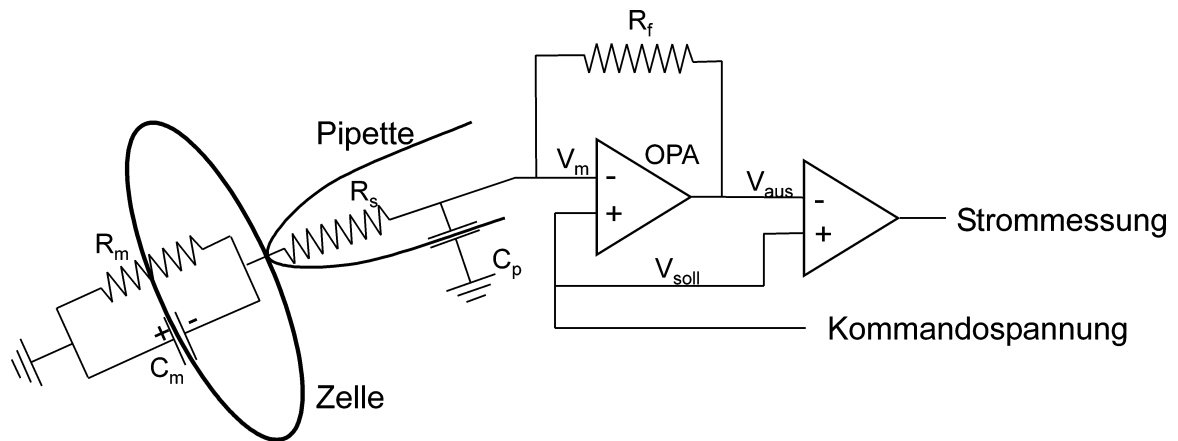 R_f
Pipette
V_m
OPA
-
+
R_s
V_aus
-
+
Strommessung
R_m
C_p
V_soll
+
-
C_m
Kommandospannung
Zelle